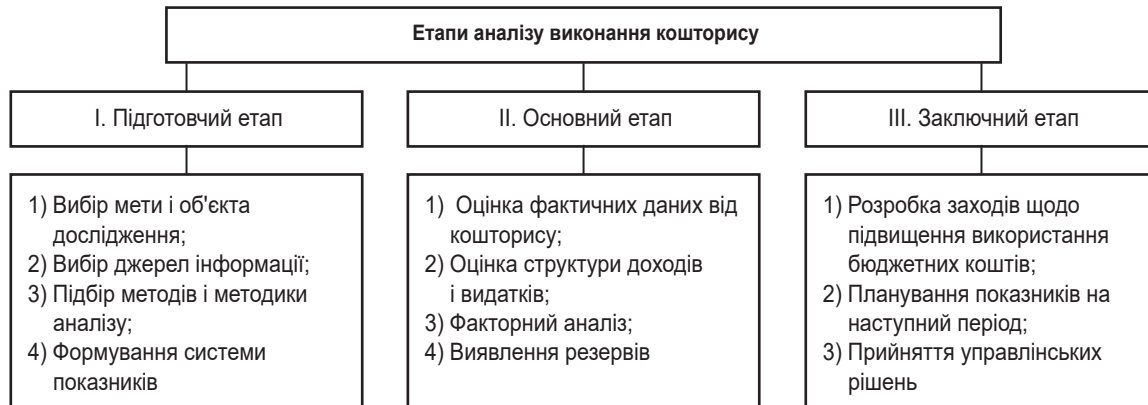 Етапи аналізу виконання кошторису
І. Підготовчий етап
1) Вибір мети і об'єкта
дослідження;
2) Вибір джерел інформації;
3) Підбір методів і методики
аналізу;
4) Формування системи
показників
ІІ. Основний етап
1) Оцінка фактичних даних від
кошторису;
2) Оцінка структури доходів
і видатків;
3) Факторний аналіз;
4) Виявлення резервів
ІІІ. Заключний етап
1) Розробка заходів щодо
підвищення використання
бюджетних коштів;
2) Планування показників на
наступний період;
3) Прийняття управлінських
рішень